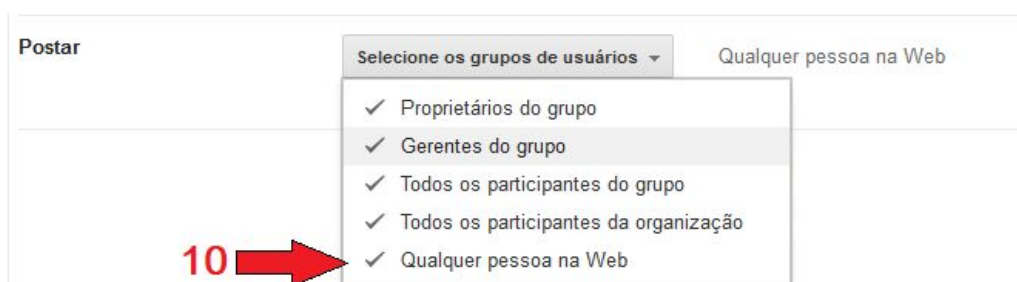 Postar
Selecione os grupos de usuários
Qualquer pessoa na Web
Proprietários do grupo
Gerentes do grupo
Todos os participantes do grupo
Todos os participantes da organização
10
Qualquer pessoa na Web